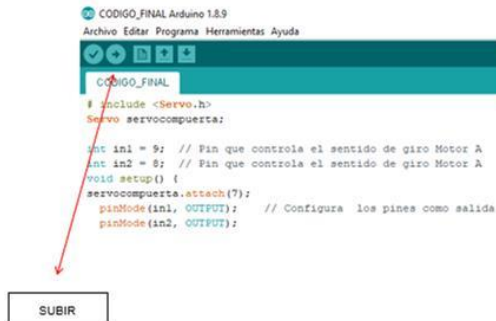 CODIGO_FINAL Arduino 1.8.9
Archivo Editar Programa Herramientas Ayuda
CODIGO_FINAL
# include <Servo.h>
Servo servocompuerta;
int in1 = 9;  // Pin que controla el sentido de giro Motor A
int in2 = 8;  // Pin que controla el sentido de giro Motor A
void setup() {
servocompuerta.attach(7);
pinMode(in1, OUTPUT);    // Configura  los pines como salida
pinMode(in2, OUTPUT);
SUBIR